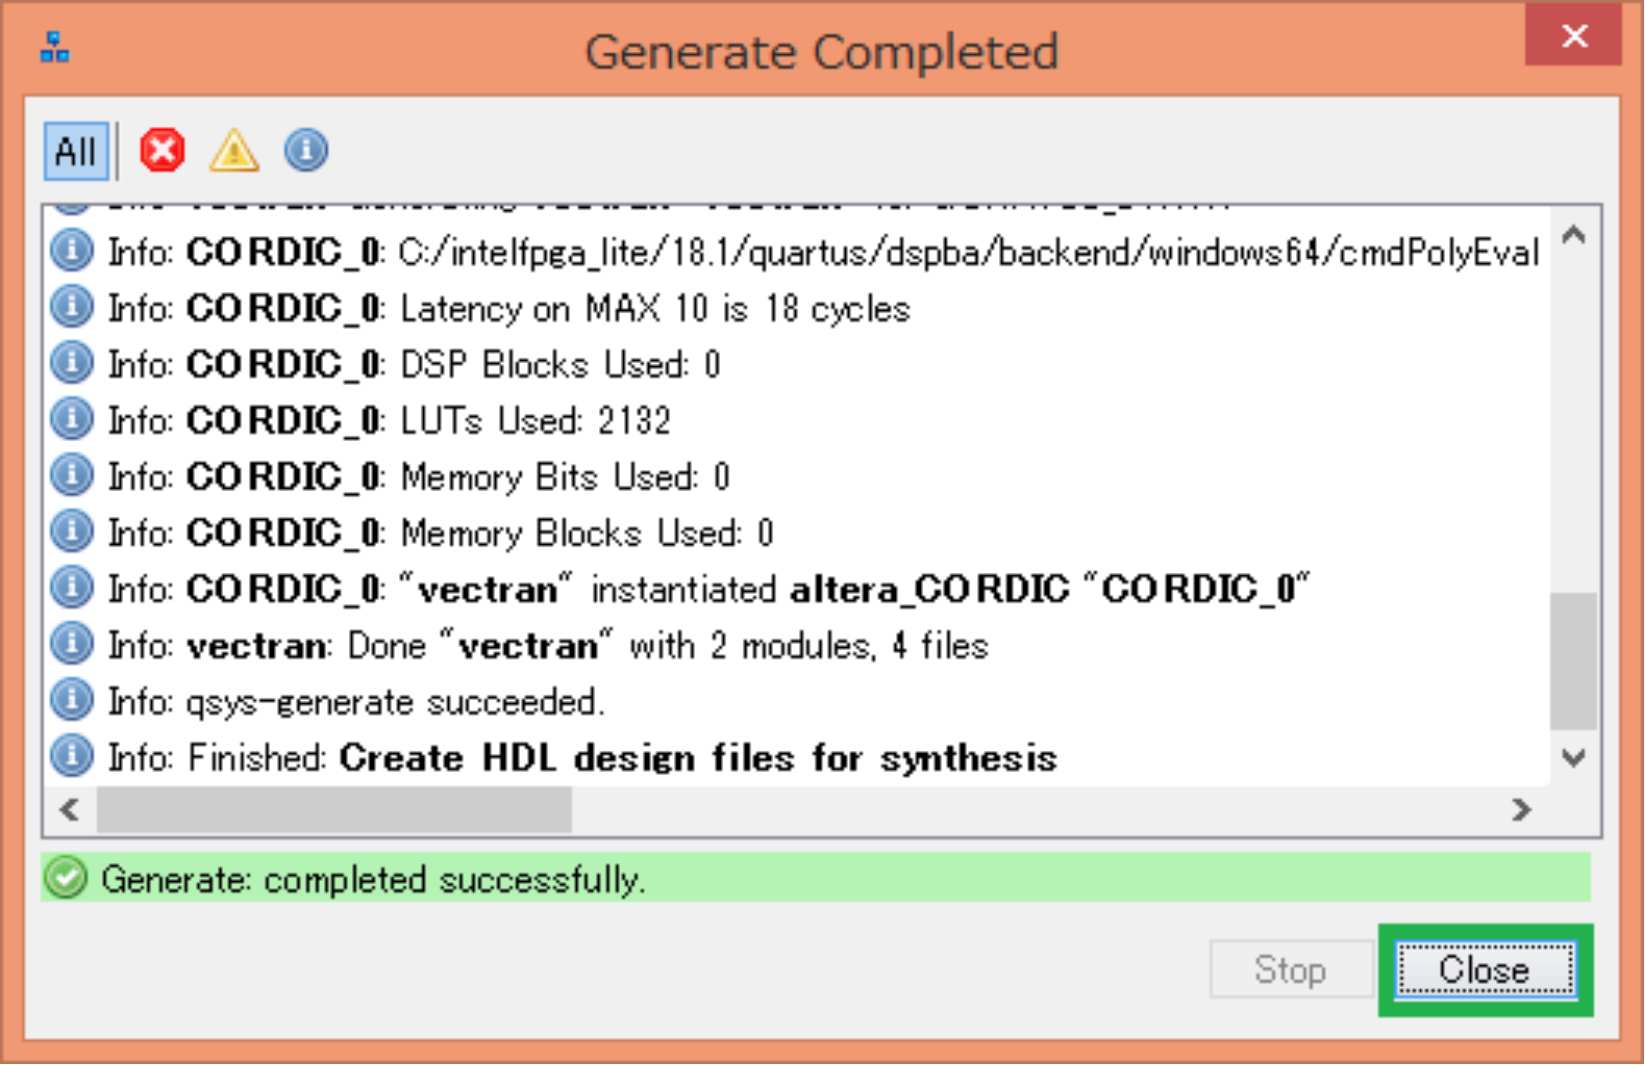 Generate Completed
All
Info: CORDIC_0: C:/intelfpga_lite/18.1/quartus/dspba/backend/windows64/cmdPolyEval
Info: CORDIC_0: Latency on MAX 10 is 18 cycles
Info: CORDIC_0: DSP Blocks Used: 0
Info: CORDIC_0: LUTs Used: 2132
Info: CORDIC_0: Memory Bits Used: 0
Info: CORDIC_0: Memory Blocks Used: 0
Info: CORDIC_0: "vectran" instantiated altera_CORDIC "CORDIC_0"
Info: vectran: Done "vectran" with 2 modules, 4 files
Info: qsys-generate succeeded.
Info: Finished: Create HDL design files for synthesis
Generate: completed successfully.
Stop Close